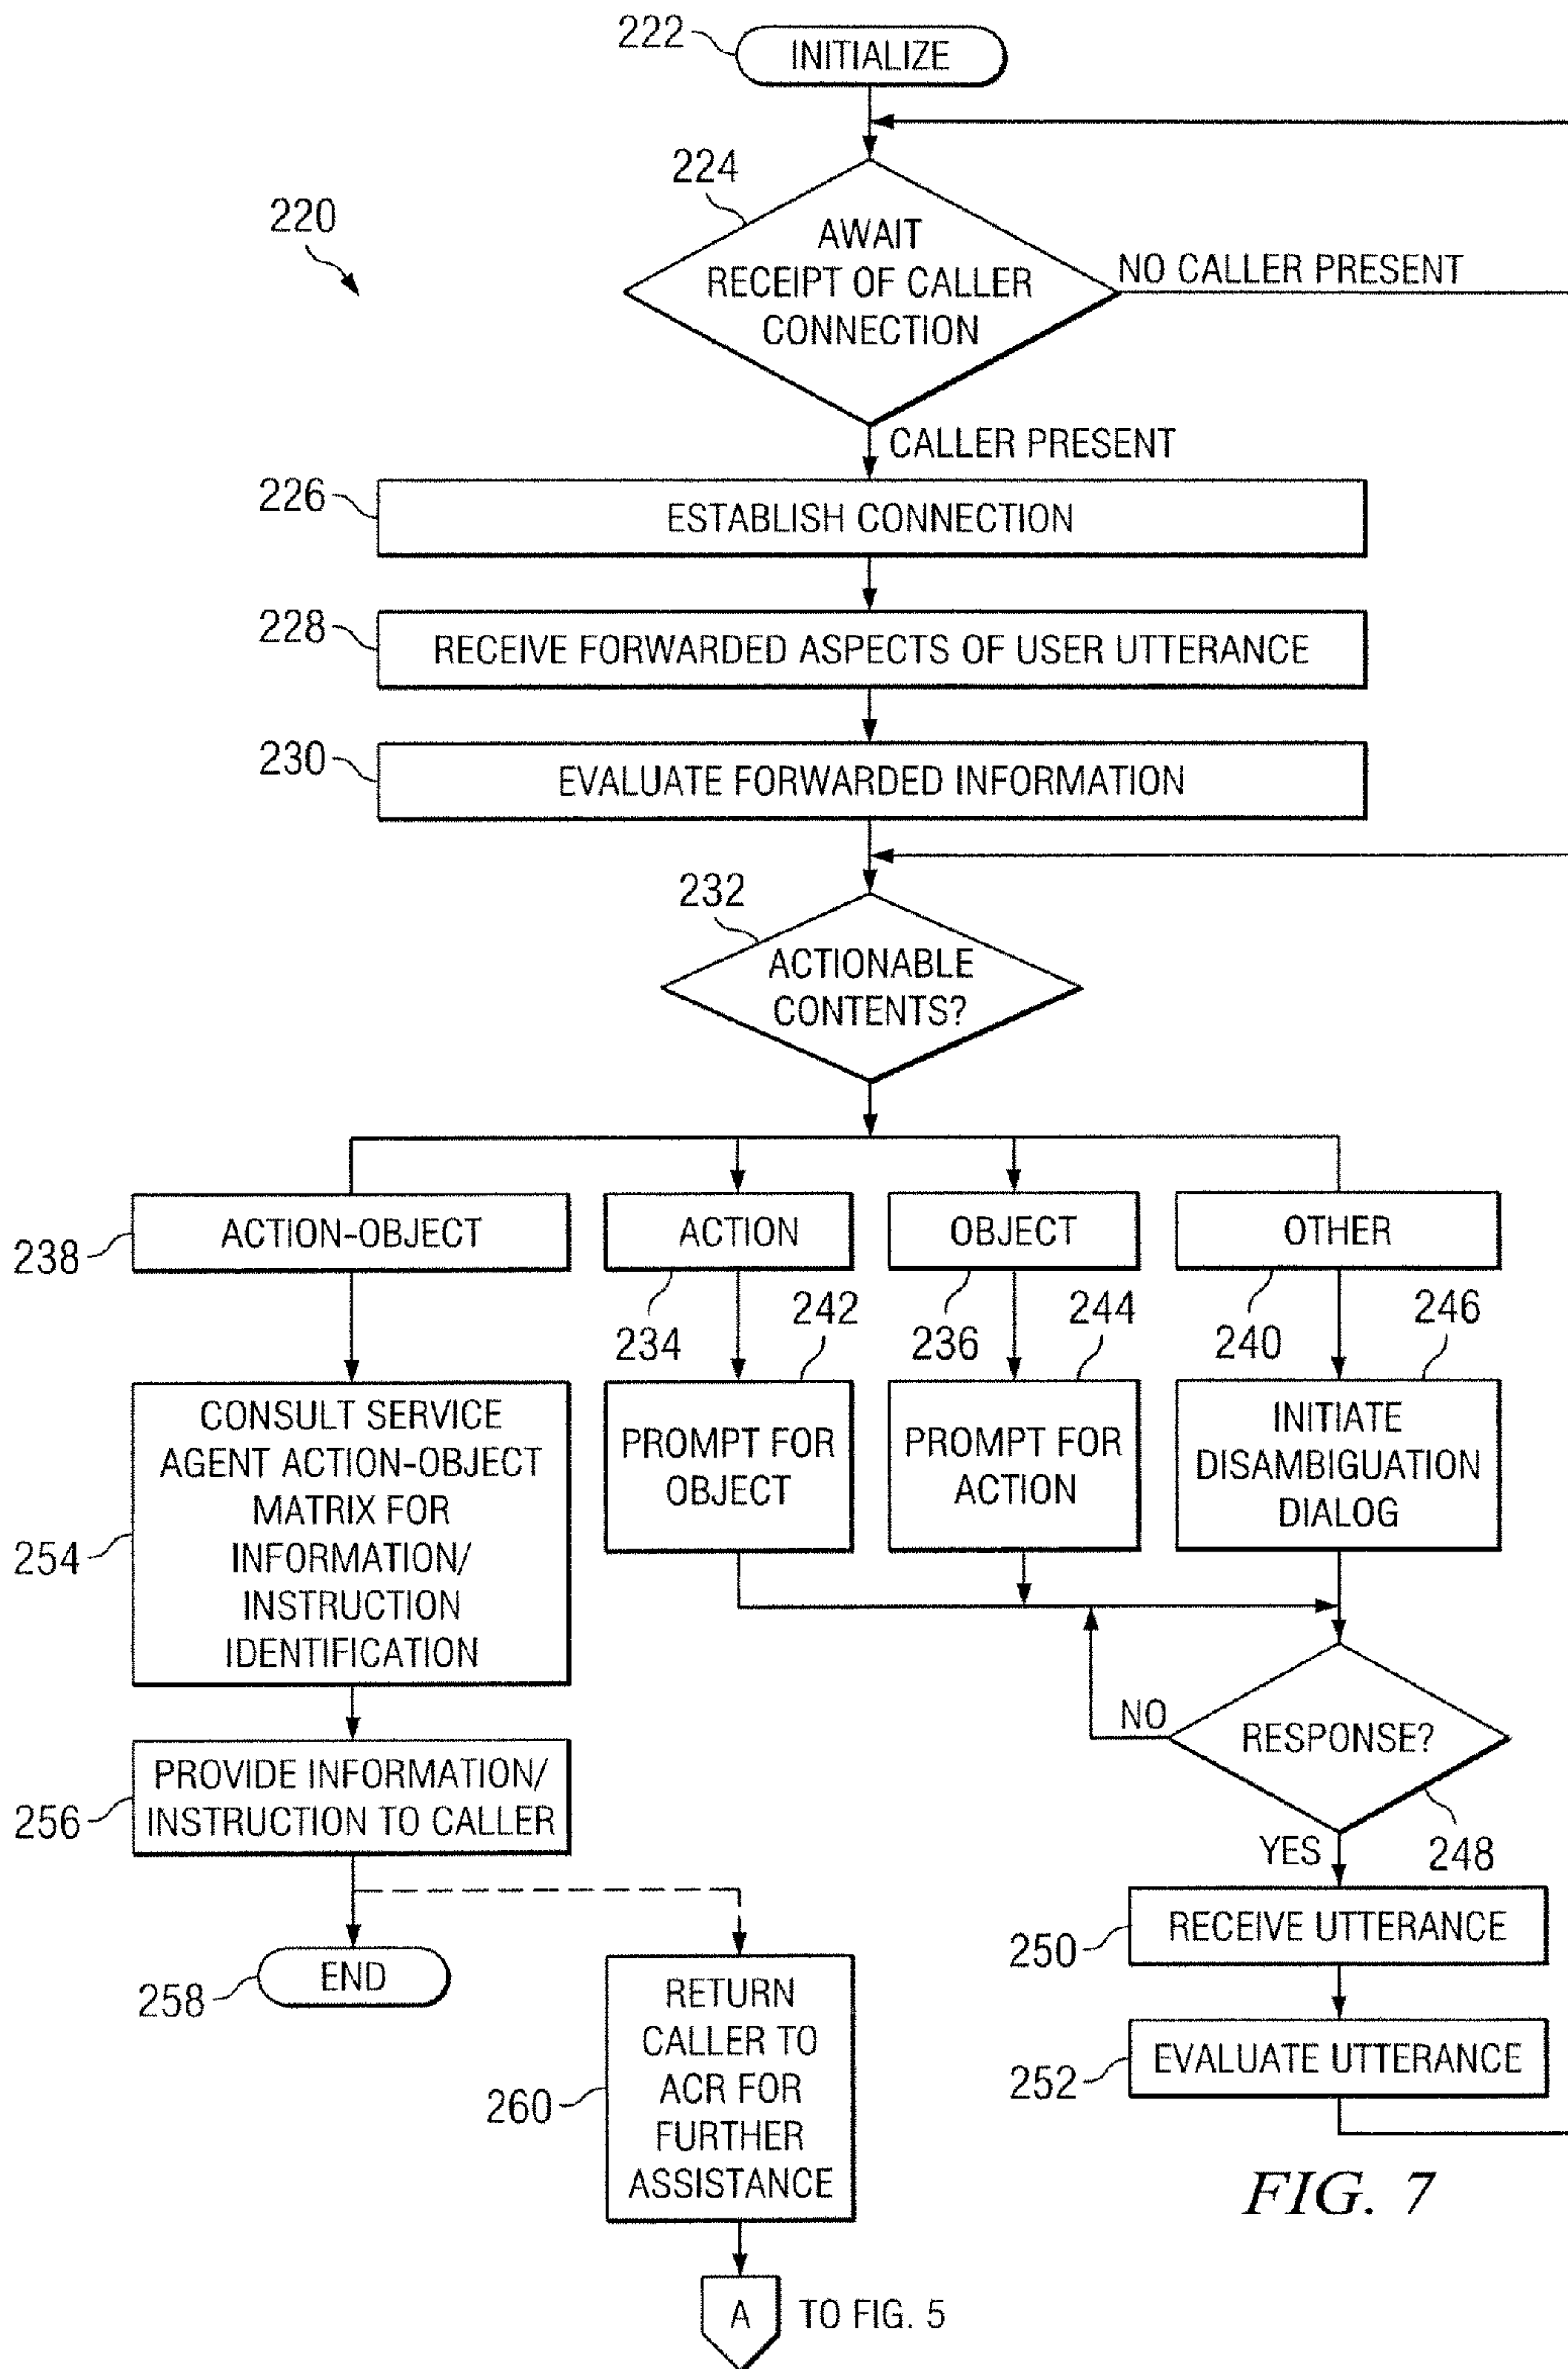 222
INITIALIZE
224
220
AWAIT
RECEIPT OF CALLER
CONNECTION
NO CALLER PRESENT
CALLER PRESENT
226
ESTABLISH CONNECTION
228
RECEIVE FORWARDED ASPECTS OF USER UTTERANCE
230
EVALUATE FORWARDED INFORMATION
232
ACTIONABLE
CONTENTS?
238
ACTION-OBJECT
ACTION
OBJECT
OTHER
234
242
236
244
240
246
254
CONSULT SERVICE
AGENT ACTION-OBJECT
MATRIX FOR
INFORMATION/
INSTRUCTION
IDENTIFICATION
PROMPT FOR
OBJECT
PROMPT FOR
ACTION
INITIATE
DISAMBIGUATION
DIALOG
NO
RESPONSE?
248
YES
256
PROVIDE INFORMATION/
INSTRUCTION TO CALLER
250
RECEIVE UTTERANCE
258
END
252
EVALUATE UTTERANCE
260
RETURN
CALLER TO
ACR FOR
FURTHER
ASSISTANCE
FIG. 7
A
TO FIG. 5